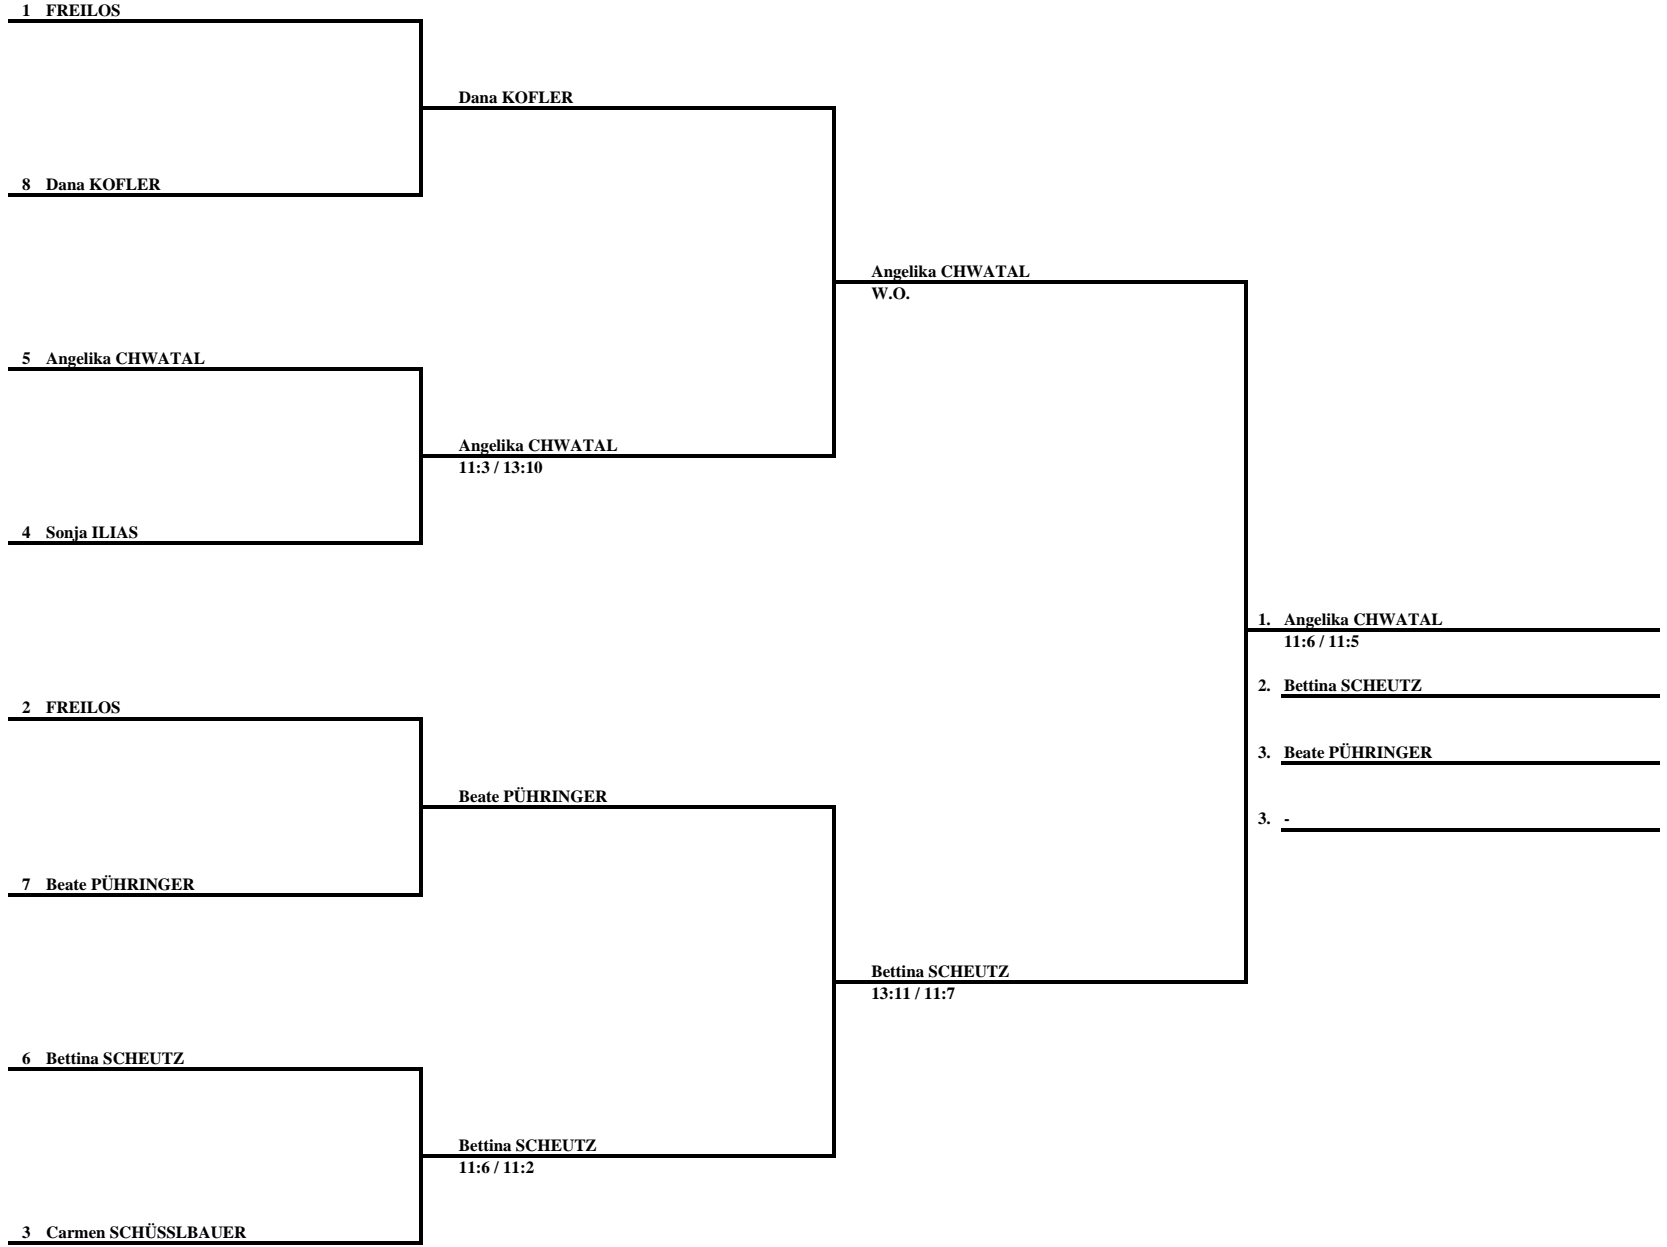 1 FREILOS
Dana KOFLER
8 Dana KOFLER
Angelika CHWATAL
W.O.
5 Angelika CHWATAL
Angelika CHWATAL
11:3 / 13:10
4 Sonja ILIAS
1. Angelika CHWATAL
11:6 / 11:5
2. Bettina SCHEUTZ
2 FREILOS
3. Beate PÜHRINGER
Beate PÜHRINGER
3. -
7 Beate PÜHRINGER
Bettina SCHEUTZ
13:11 / 11:7
6 Bettina SCHEUTZ
Bettina SCHEUTZ
11:6 / 11:2
3 Carmen SCHÜSSLBAUER